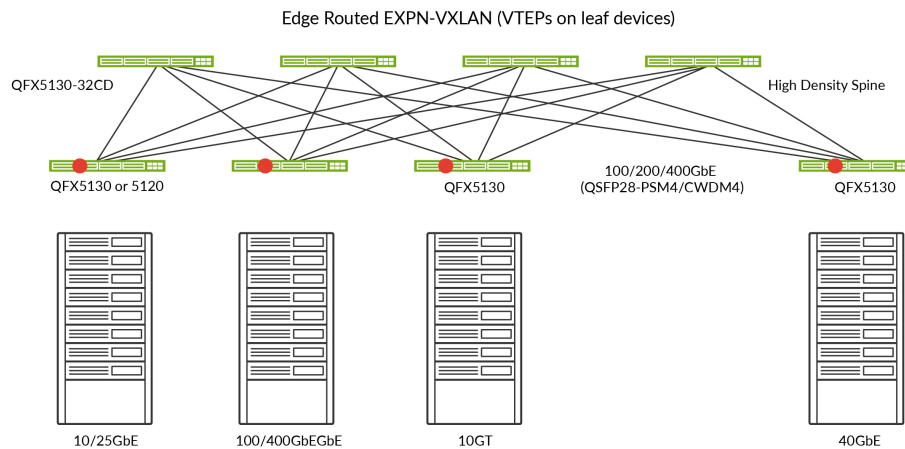 Edge Routed EXPN-VXLAN (VTEPs on leaf devices)
QFX5130-32CD
High Density Spine
QFX5130 or 5120
QFX5130
100/200/400GbE
(QSFP28-PSM4/CWDM4)
QFX5130
10/25GbE
100/400GbEGbE
10GT
40GbE